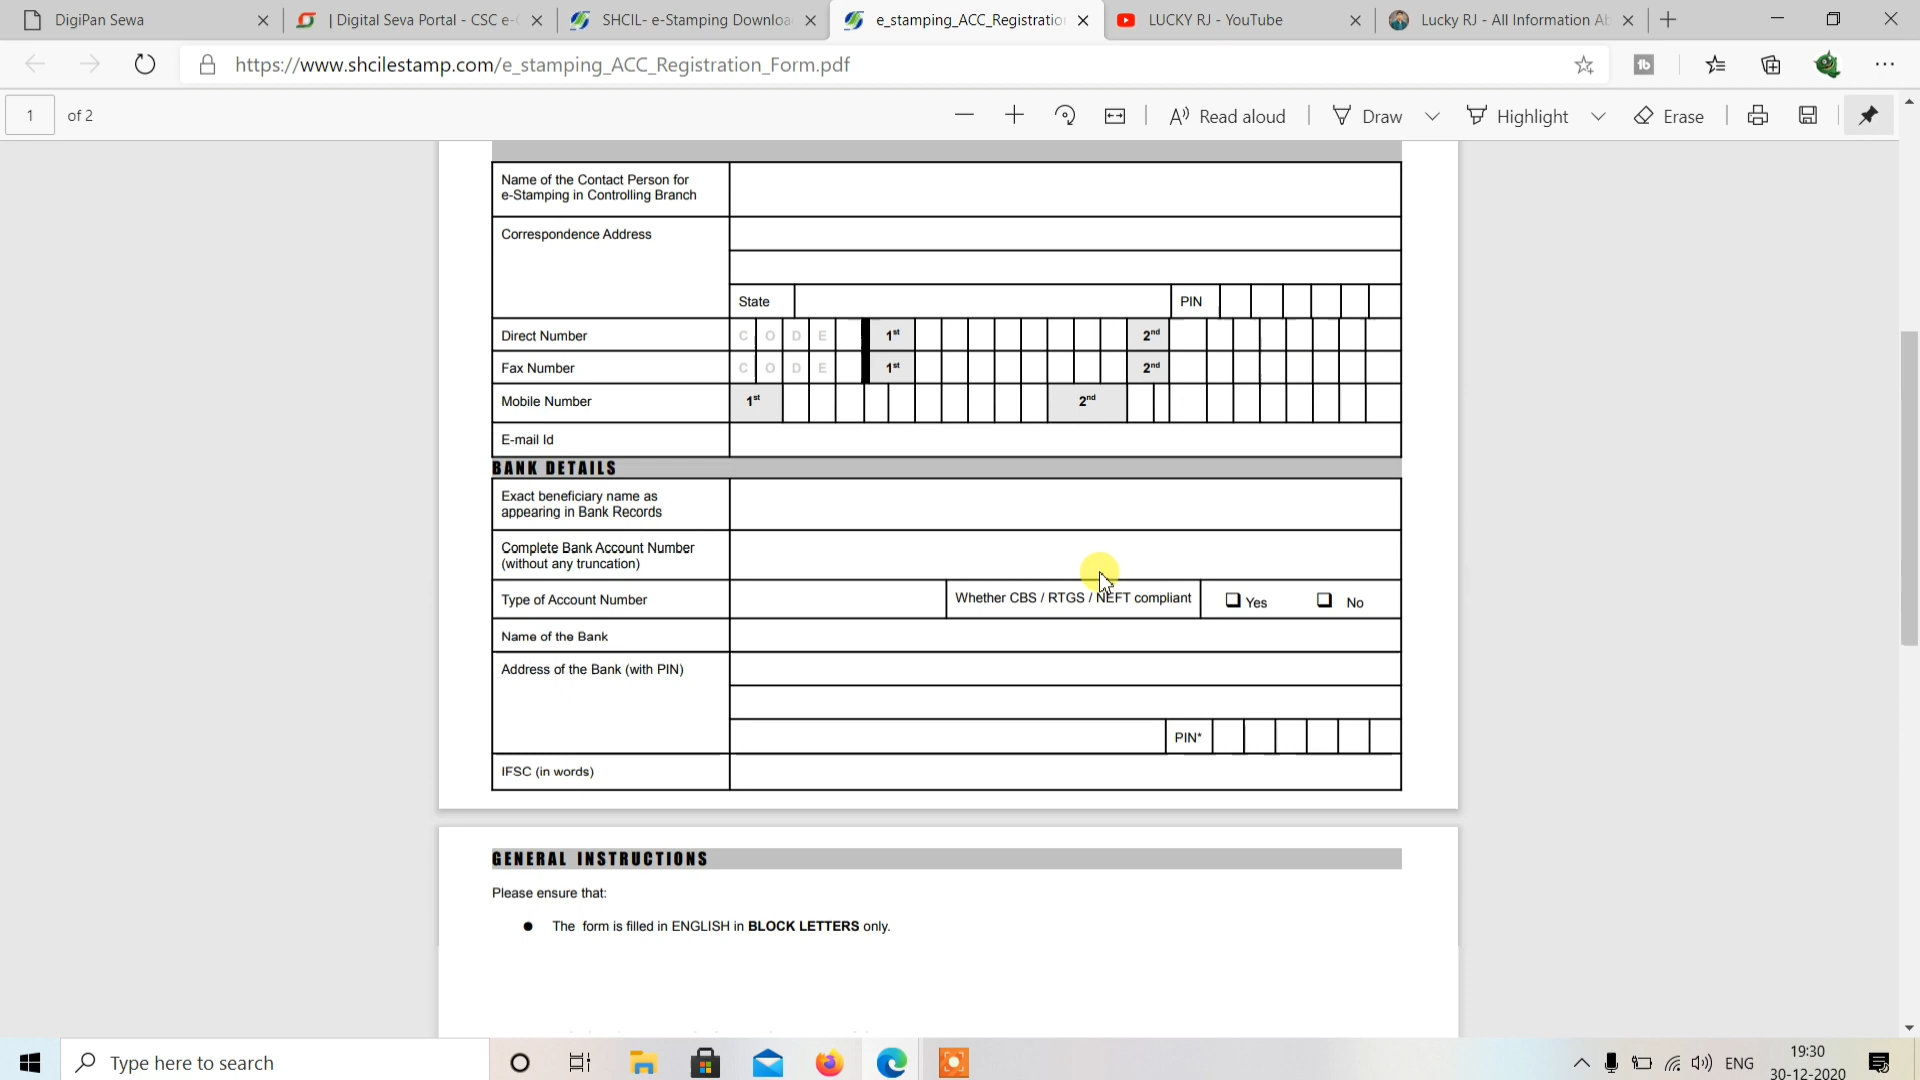 DigiPan Sewa
| Digital Seva Portal - CSC e-
SHCIL- e-Stamping Downloa
e_stamping_ACC_Registratio
LUCKY RJ - YouTube
Lucky RJ - All Information Ab
https://www.shcilestamp.com/e_stamping_ACC_Registration_Form.pdf
1 of 2
Read aloud
Draw
Highlight
Erase
Name of the Contact Person for
e-Stamping in Controlling Branch
Correspondence Address
State
PIN
Direct Number C O D E 1st 2nd
Fax Number C O D E 1st 2nd
Mobile Number 1st 2nd
E-mail Id
BANK DETAILS
Exact beneficiary name as
appearing in Bank Records
Complete Bank Account Number
(without any truncation)
Type of Account Number
Whether CBS / RTGS / NEFT compliant
Yes No
Name of the Bank
Address of the Bank (with PIN)
PIN*
IFSC (in words)
GENERAL INSTRUCTIONS
Please ensure that:
● The form is filled in ENGLISH in BLOCK LETTERS only.
Type here to search
ENG
19:30
30-12-2020